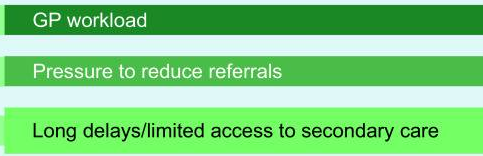 GP workload
Pressure to reduce referrals
Long delays/limited access to secondary care